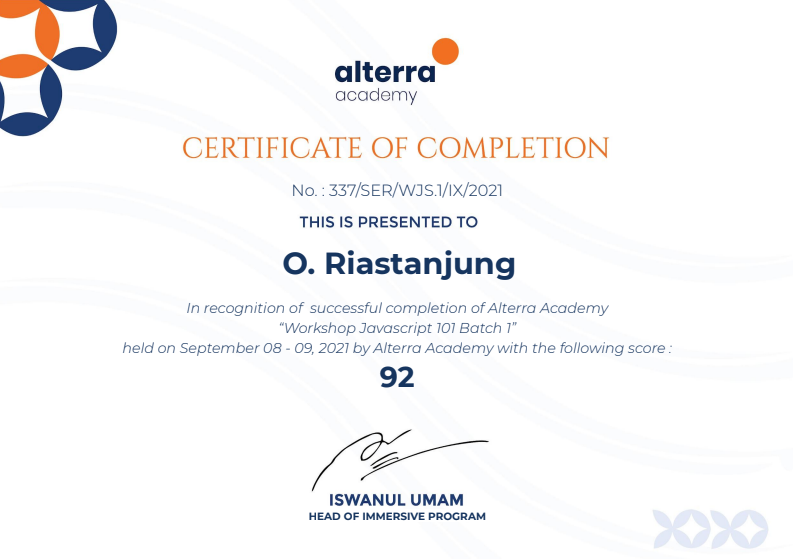 alterra
academy
CERTIFICATE OF COMPLETION
No. : 337/SER/WJS.1/IX/2021
THIS IS PRESENTED TO
O. Riastanjung
In recognition of successful completion of Alterra Academy
“Workshop Javascript 101 Batch 1”
held on September 08 - 09, 2021 by Alterra Academy with the following score :
92
ISWANUL UMAM
HEAD OF IMMERSIVE PROGRAM